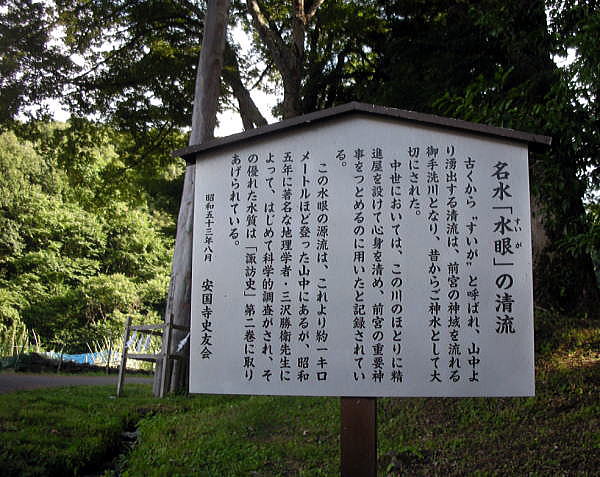 名水「水眼」の清流
すいが
古くから〝すいが〟と呼ばれ、山中よ
り湧出する清流は、前宮の神域を流れる
御手洗川となり、昔からご神水として大
切にされた。
中世においては、この川のほとりに精
進屋を設けて心身を清め、前宮の重要神
事をつとめるのに用いたと記録されてい
る。
この水眼の源流は、これより約一キロ
メートルほど登った山中にあるが、昭和
五年に著名な地理学者・三沢勝衛先生に
よって、はじめて科学的調査がされ、そ
の優れた水質は「諏訪史」第二巻に取り
あげられている。
昭和五十三年八月
安国寺史友会